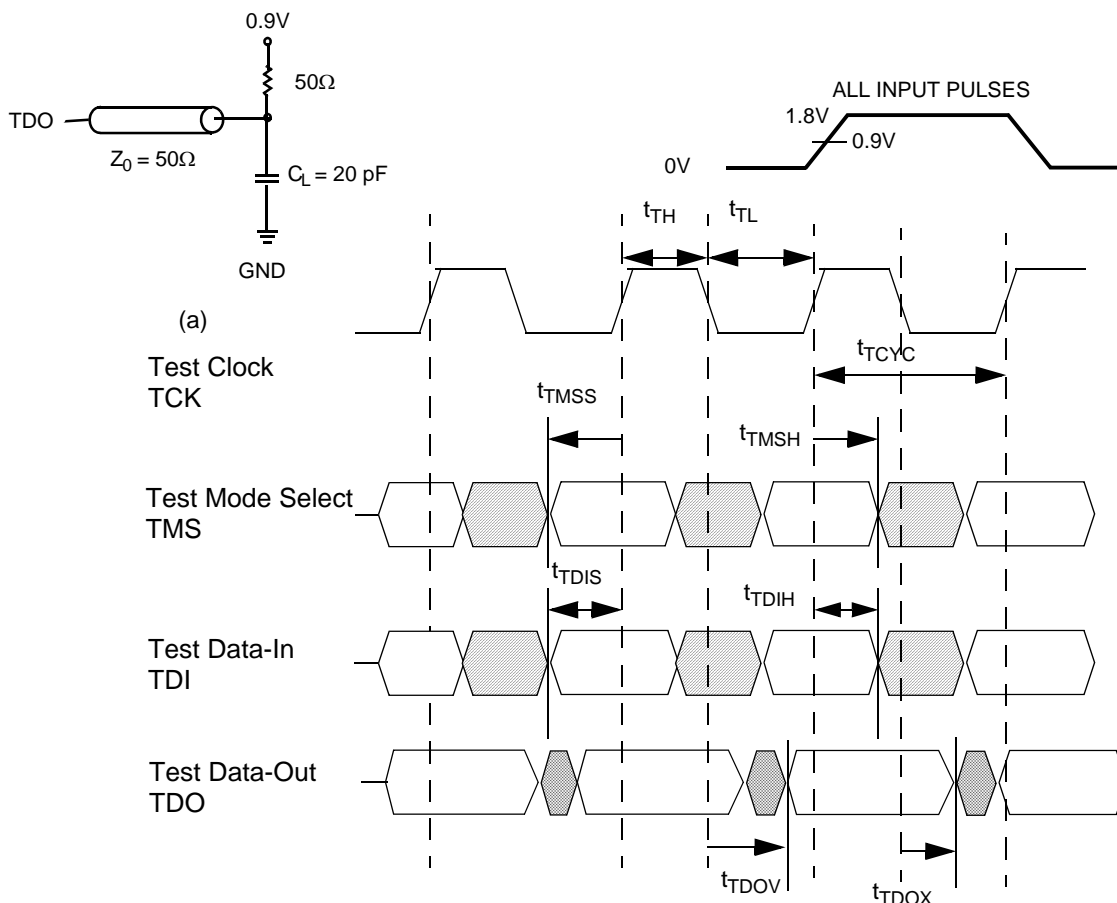 0.9V
50Ω
TDO
Z0 = 50Ω
CL = 20 pF
GND
(a)
ALL INPUT PULSES
1.8V
0.9V
0V
tTH
tTL
Test Clock
TCK
tTCYC
tTMSS
tTMSH
Test Mode Select
TMS
tTDIS
tTDIH
Test Data-In
TDI
Test Data-Out
TDO
tTDOV
tTDOX